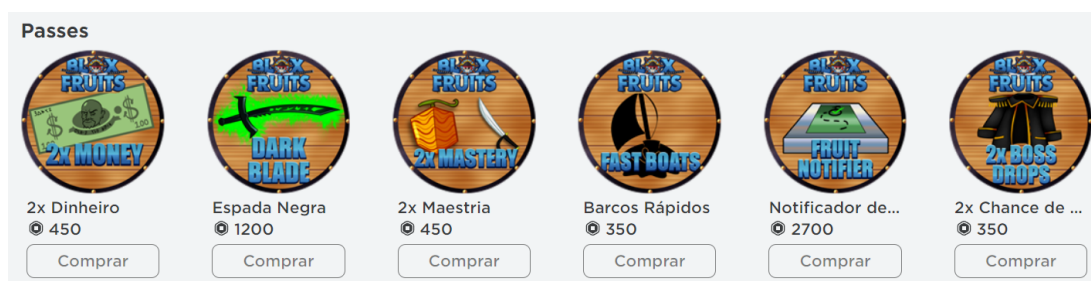 Passes
BLOX
FRUITS
2X MONEY
BLOX
FRUITS
DARK
BLADE
BLOX
FRUITS
2X MASTERY
BLOX
FRUITS
FAST BOATS
BLOX
FRUITS
FRUIT
NOTIFIER
BLOX
FRUITS
2X BOSS
DROPS
2x Dinheiro
450
Comprar
Espada Negra
1200
Comprar
2x Maestria
450
Comprar
Barcos Rápidos
350
Comprar
Notificador de...
2700
Comprar
2x Chance de ...
350
Comprar